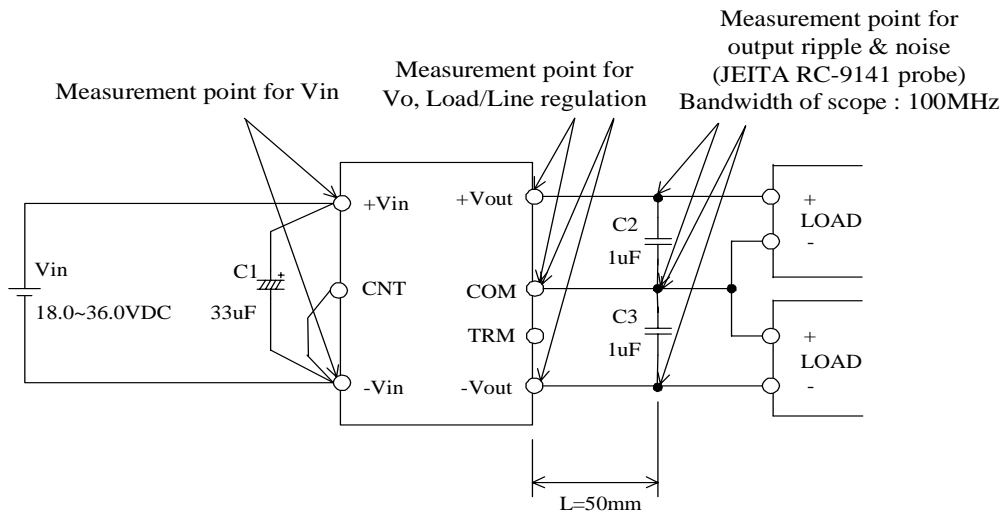 Measurement point for
output ripple & noise
(JEITA RC-9141 probe)
Bandwidth of scope : 100MHz
Measurement point for
Vo, Load/Line regulation
Measurement point for Vin
+Vin
+Vout
C2
1uF
+
LOAD
-
Vin
18.0~36.0VDC
C1
+
33uF
CNT
COM
TRM
C3
1uF
+
LOAD
-
-Vin
-Vout
L=50mm